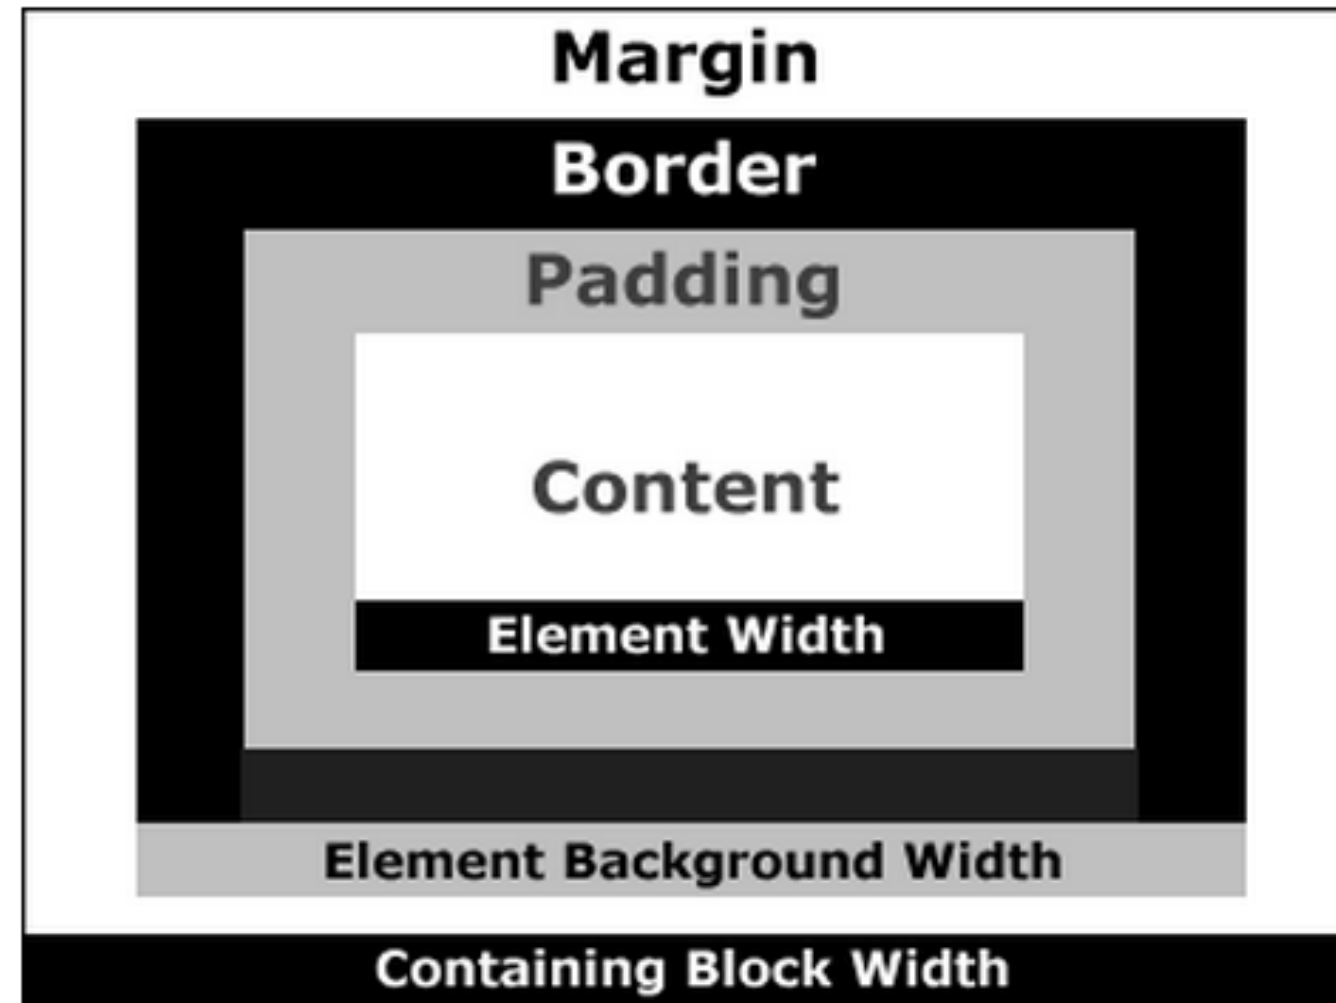 Margin
Border
Padding
Content
Element Width
Element Background Width
Containing Block Width